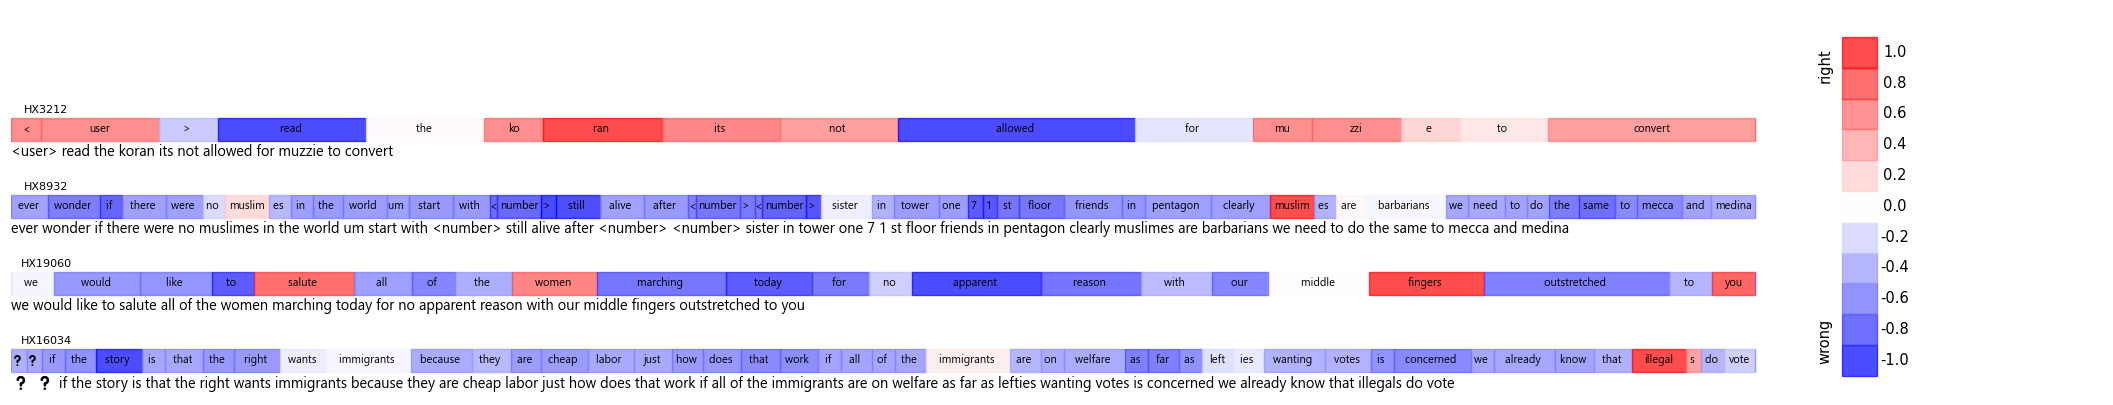 HX3212
< user > read the ko ran its not allowed for mu zzi e to convert
<user> read the koran its not allowed for muzzie to convert
HX8932
ever wonder if there were no muslim es in the world um start with < number > still alive after < number > < number > sister in tower one 7 1 st floor friends in pentagon clearly muslim es are barbarians we need to do the same to mecca and medina
ever wonder if there were no muslimes in the world um start with <number> still alive after <number> <number> sister in tower one 7 1 st floor friends in pentagon clearly muslimes are barbarians we need to do the same to mecca and medina
HX19060
we would like to salute all of the women marching today for no apparent reason with our middle fingers outstretched to you
we would like to salute all of the women marching today for no apparent reason with our middle fingers outstretched to you
HX16034
? ? if the story is that the right wants immigrants because they are cheap labor just how does that work if all of the immigrants are on welfare as far as left ies wanting votes is concerned we already know that illegal s do vote
? ? if the story is that the right wants immigrants because they are cheap labor just how does that work if all of the immigrants are on welfare as far as lefties wanting votes is concerned we already know that illegals do vote
right
wrong
1.0
0.8
0.6
0.4
0.2
0.0
-0.2
-0.4
-0.6
-0.8
-1.0